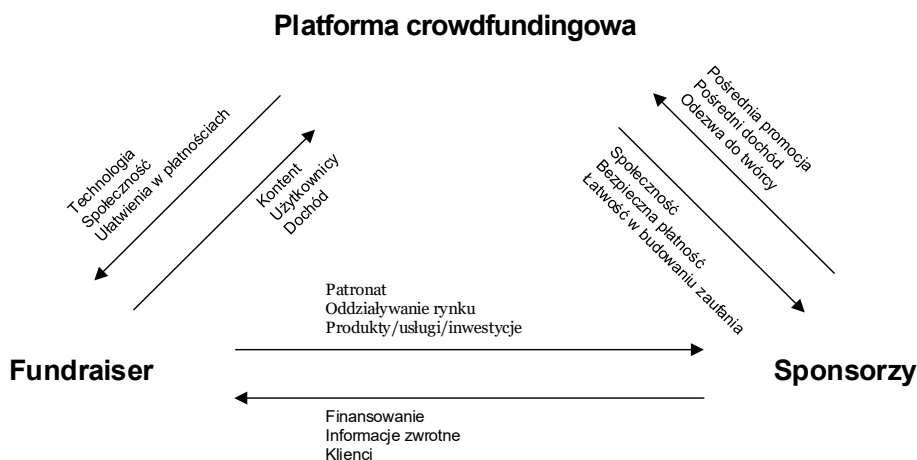 Platforma crowdfundingowa
Technologia
Społeczność
Ułatwienia w płatnościach
Kontent
Użytkownicy
Dochód
Pośrednia promocja
Pośredni dochód
Odezwa do twórcy
Społeczność
Bezpieczna płatność
Łatwość w budowaniu zaufania
Patronat
Oddziaływanie rynku
Produkty/usługi/inwestycje
Fundraiser
Sponsorzy
Finansowanie
Informacje zwrotne
Klienci